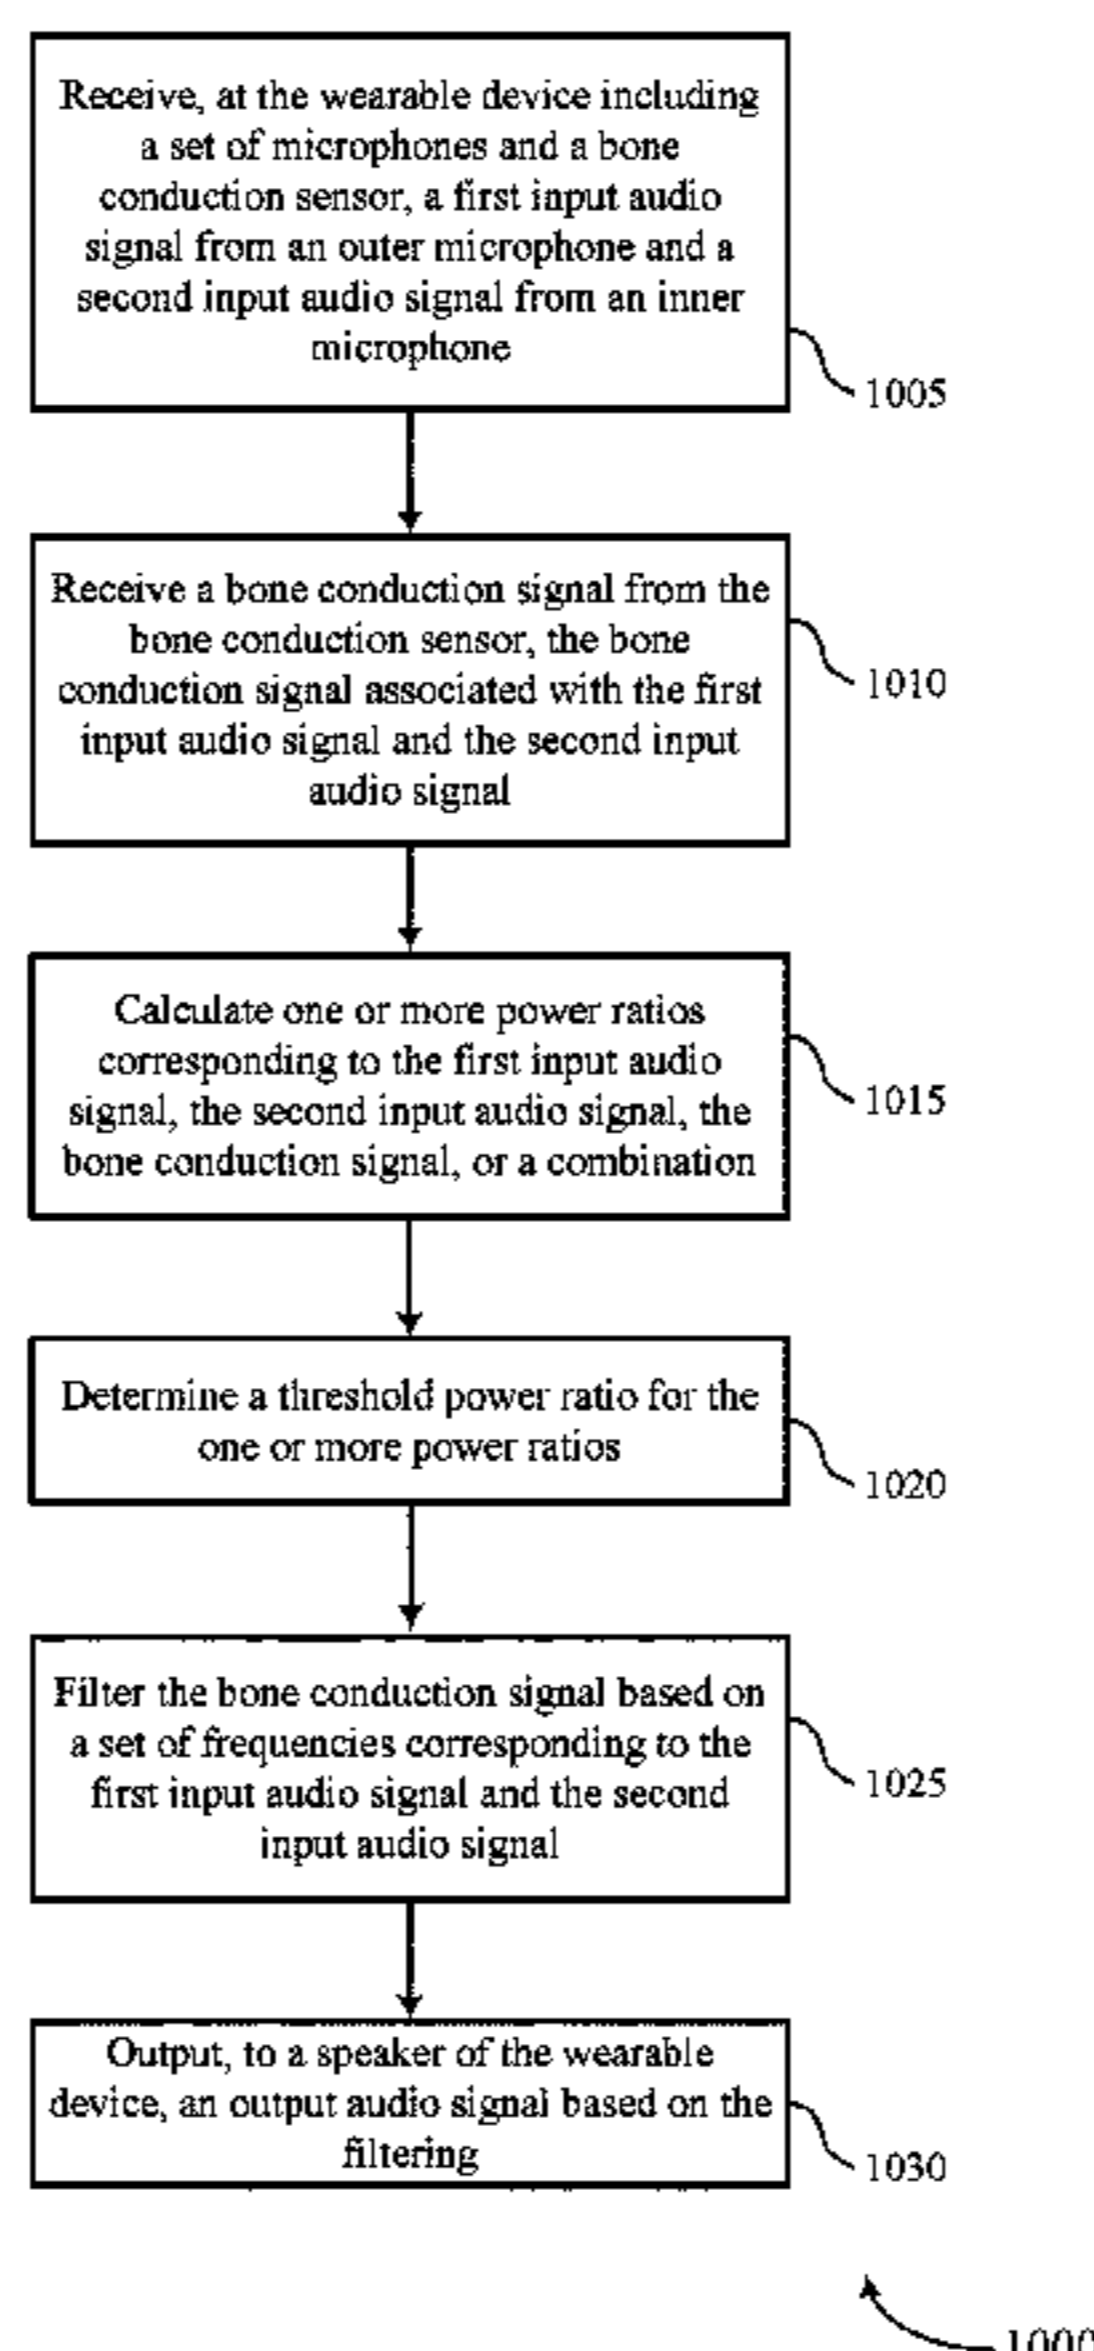 Receive, at the wearable device including
a set of microphones and a bone
conduction sensor, a first input audio
signal from an outer microphone and a
second input audio signal from an inner
microphone
1005
Receive a bone conduction signal from the
bone conduction sensor, the bone
conduction signal associated with the first
input audio signal and the second input
audio signal
1010
Calculate one or more power ratios
corresponding to the first input audio
signal, the second input audio signal, the
bone conduction signal, or a combination
1015
Determine a threshold power ratio for the
one or more power ratios
1020
Filter the bone conduction signal based on
a set of frequencies corresponding to the
first input audio signal and the second
input audio signal
1025
Output, to a speaker of the wearable
device, an output audio signal based on the
filtering
1030
1000